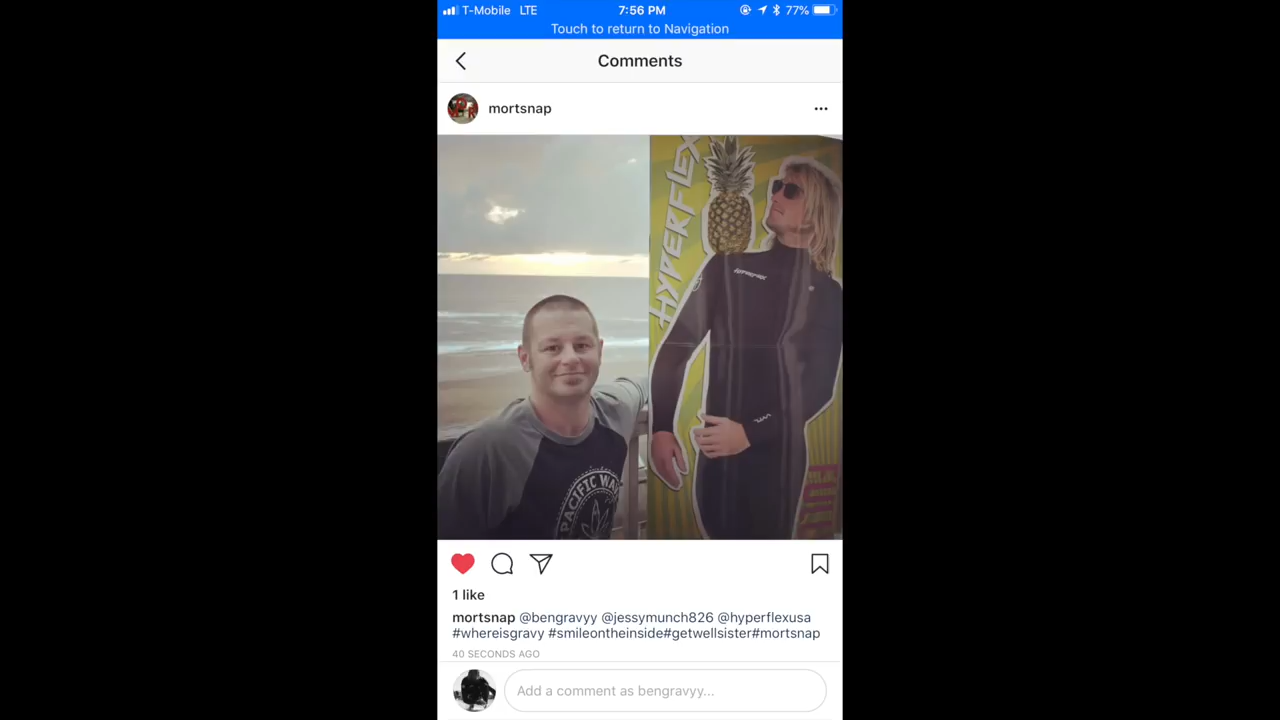 T-Mobile LTE 7:56 PM 77%
Touch to return to Navigation
Comments
mortsnap
HYPERFLEX
PACIFIC WA
1 like
mortsnap @bengravyy @jessymunch826 @hyperflexusa
#whereisgravy #smileontheinside#getwellsister#mortsnap
40 SECONDS AGO
Add a comment as bengravyy...